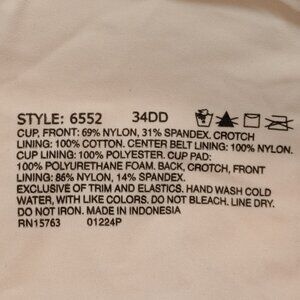 STYLE: 6552 34DD
CUP, FRONT: 69% NYLON, 31% SPANDEX. CROTCH
LINING: 100% COTTON. CENTER BELT LINING: 100% NYLON.
CUP LINING: 100% POLYESTER. CUP PAD:
100% POLYURETHANE FOAM. BACK, CROTCH, FRONT
LINING: 86% NYLON, 14% SPANDEX.
EXCLUSIVE OF TRIM AND ELASTICS. HAND WASH COLD
WATER, WITH LIKE COLORS. DO NOT BLEACH. LINE DRY.
DO NOT IRON. MADE IN INDONESIA
RN15763 01224P